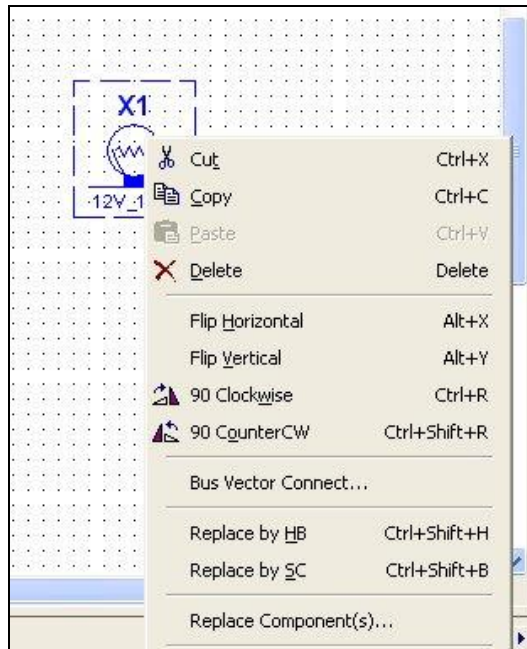 X1
12V_1
Cut Ctrl+X
Copy Ctrl+C
Paste Ctrl+V
Delete Delete
Flip Horizontal Alt+X
Flip Vertical Alt+Y
90 Clockwise Ctrl+R
90 CounterCW Ctrl+Shift+R
Bus Vector Connect...
Replace by HB Ctrl+Shift+H
Replace by SC Ctrl+Shift+B
Replace Component(s)...